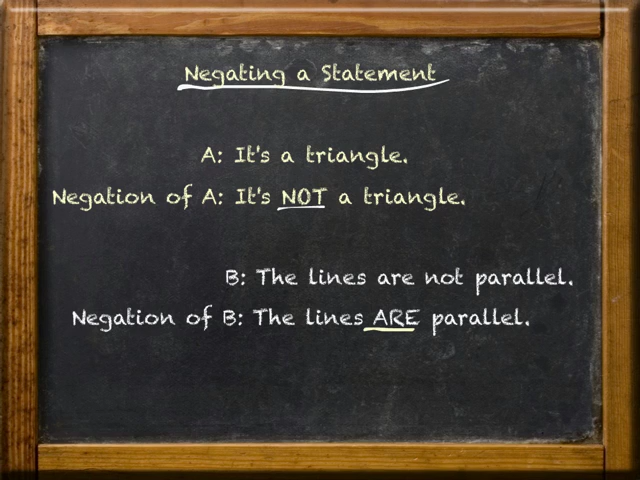 Negating a Statement
A: It's a triangle.
Negation of A: It's NOT a triangle.
B: The lines are not parallel.
Negation of B: The lines ARE parallel.